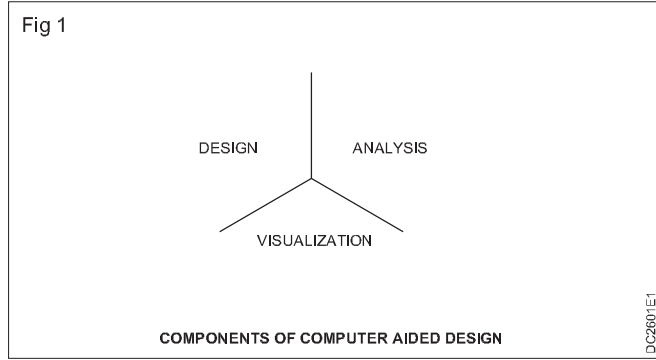 Fig 1
DESIGN ANALYSIS
VISUALIZATION
COMPONENTS OF COMPUTER AIDED DESIGN
DC2601E1